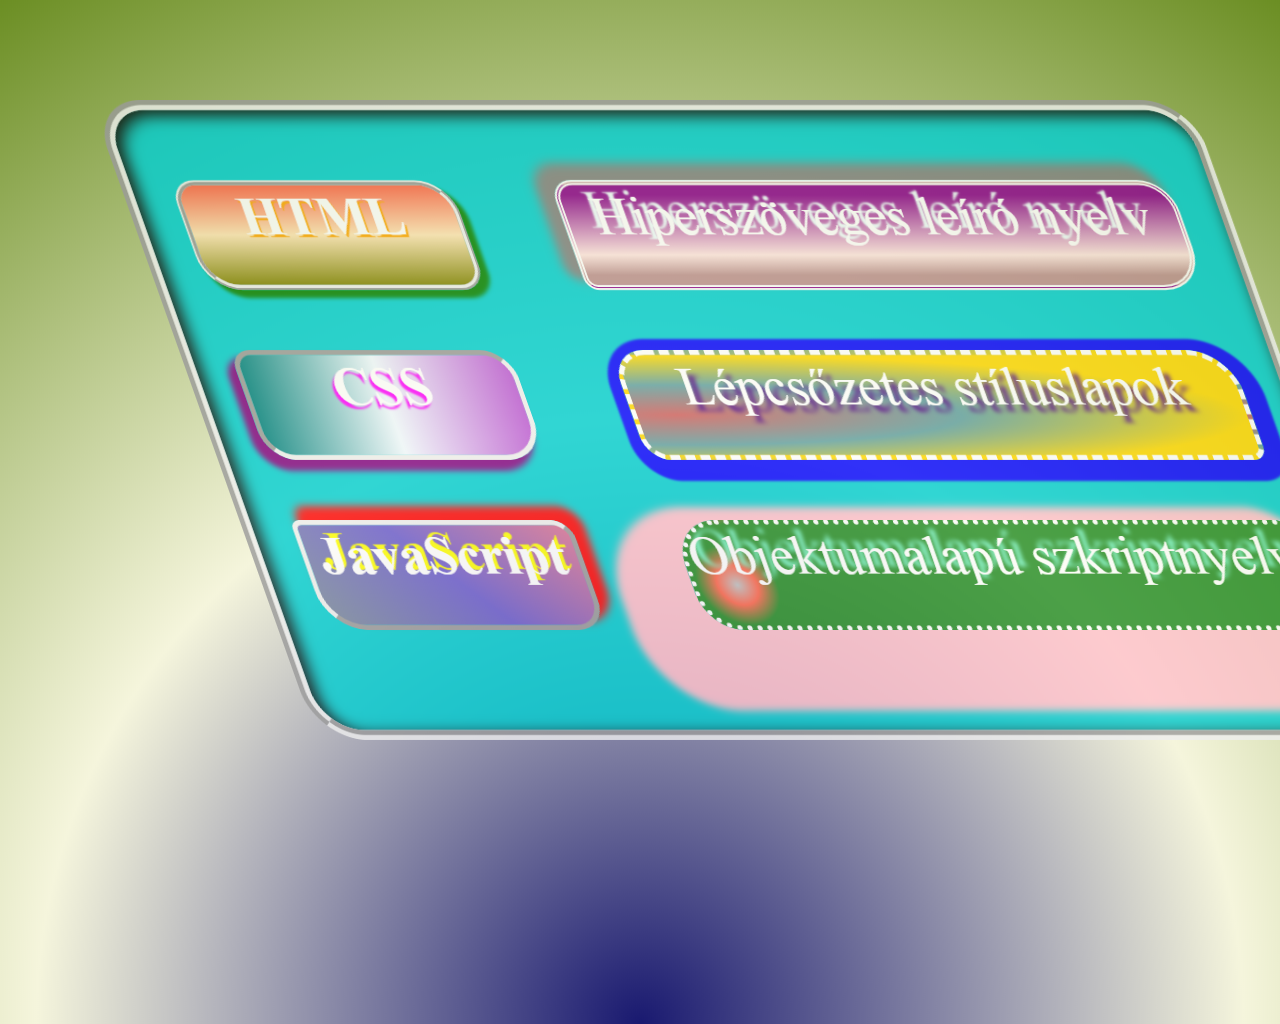 HTML Hiperszöveges leíró nyelv
CSS Lépcsőzetes stíluslapok
JavaScript Objektumalapú szkriptnyelv